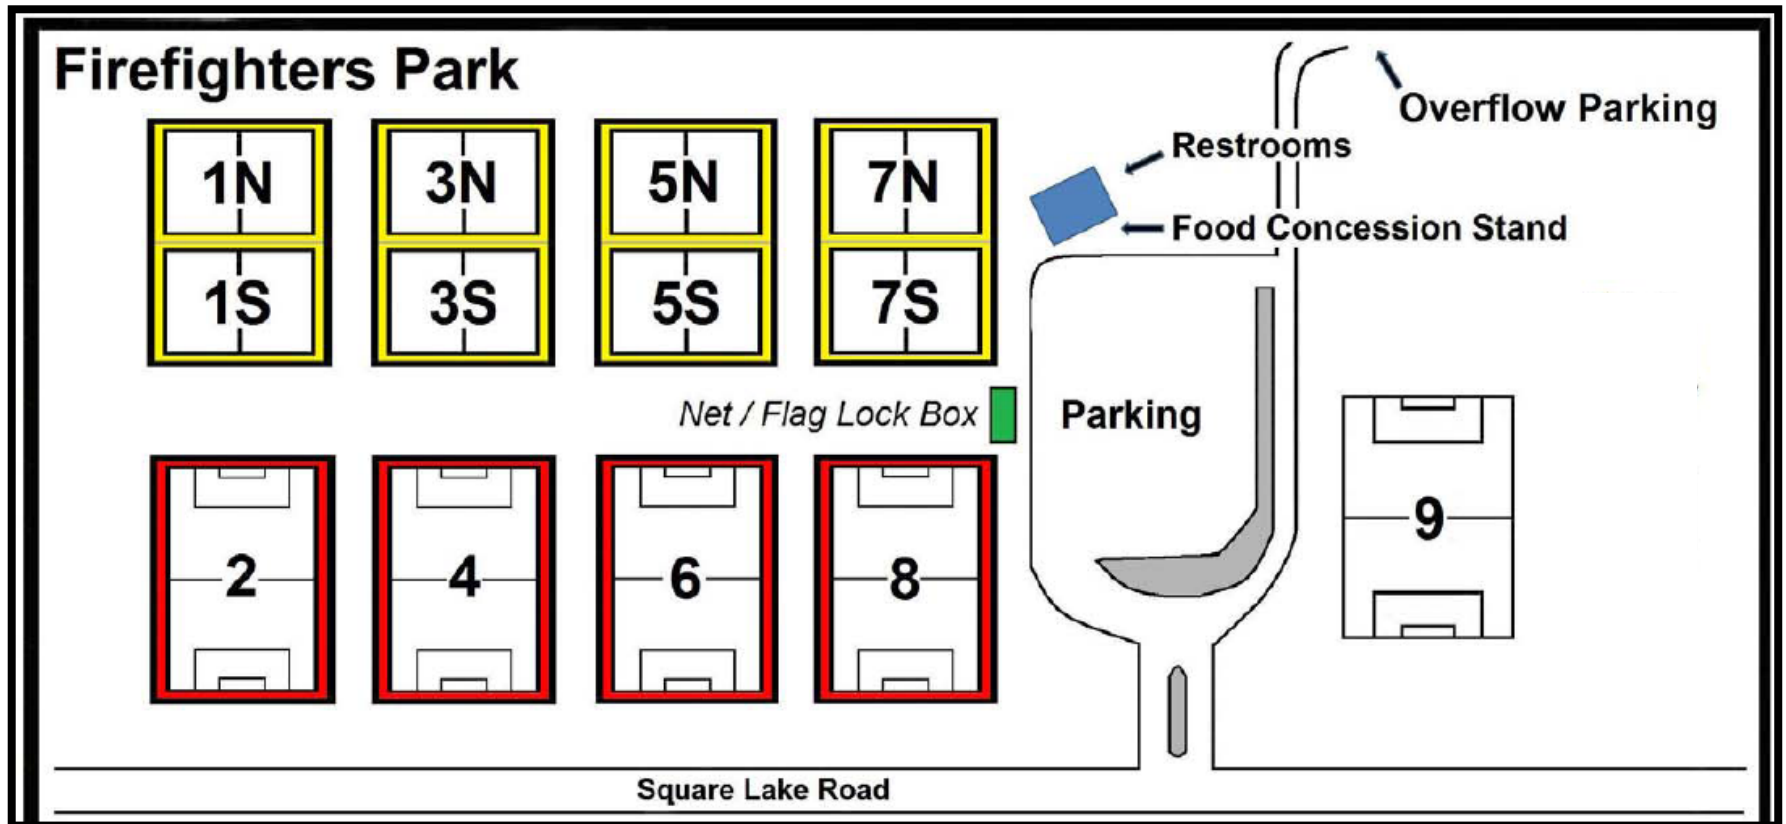 Firefighters Park
Overflow Parking
Restrooms
1N
3N
5N
7N
Food Concession Stand
1S
3S
5S
7S
Net / Flag Lock Box
Parking
9
2
4
6
8
Square Lake Road